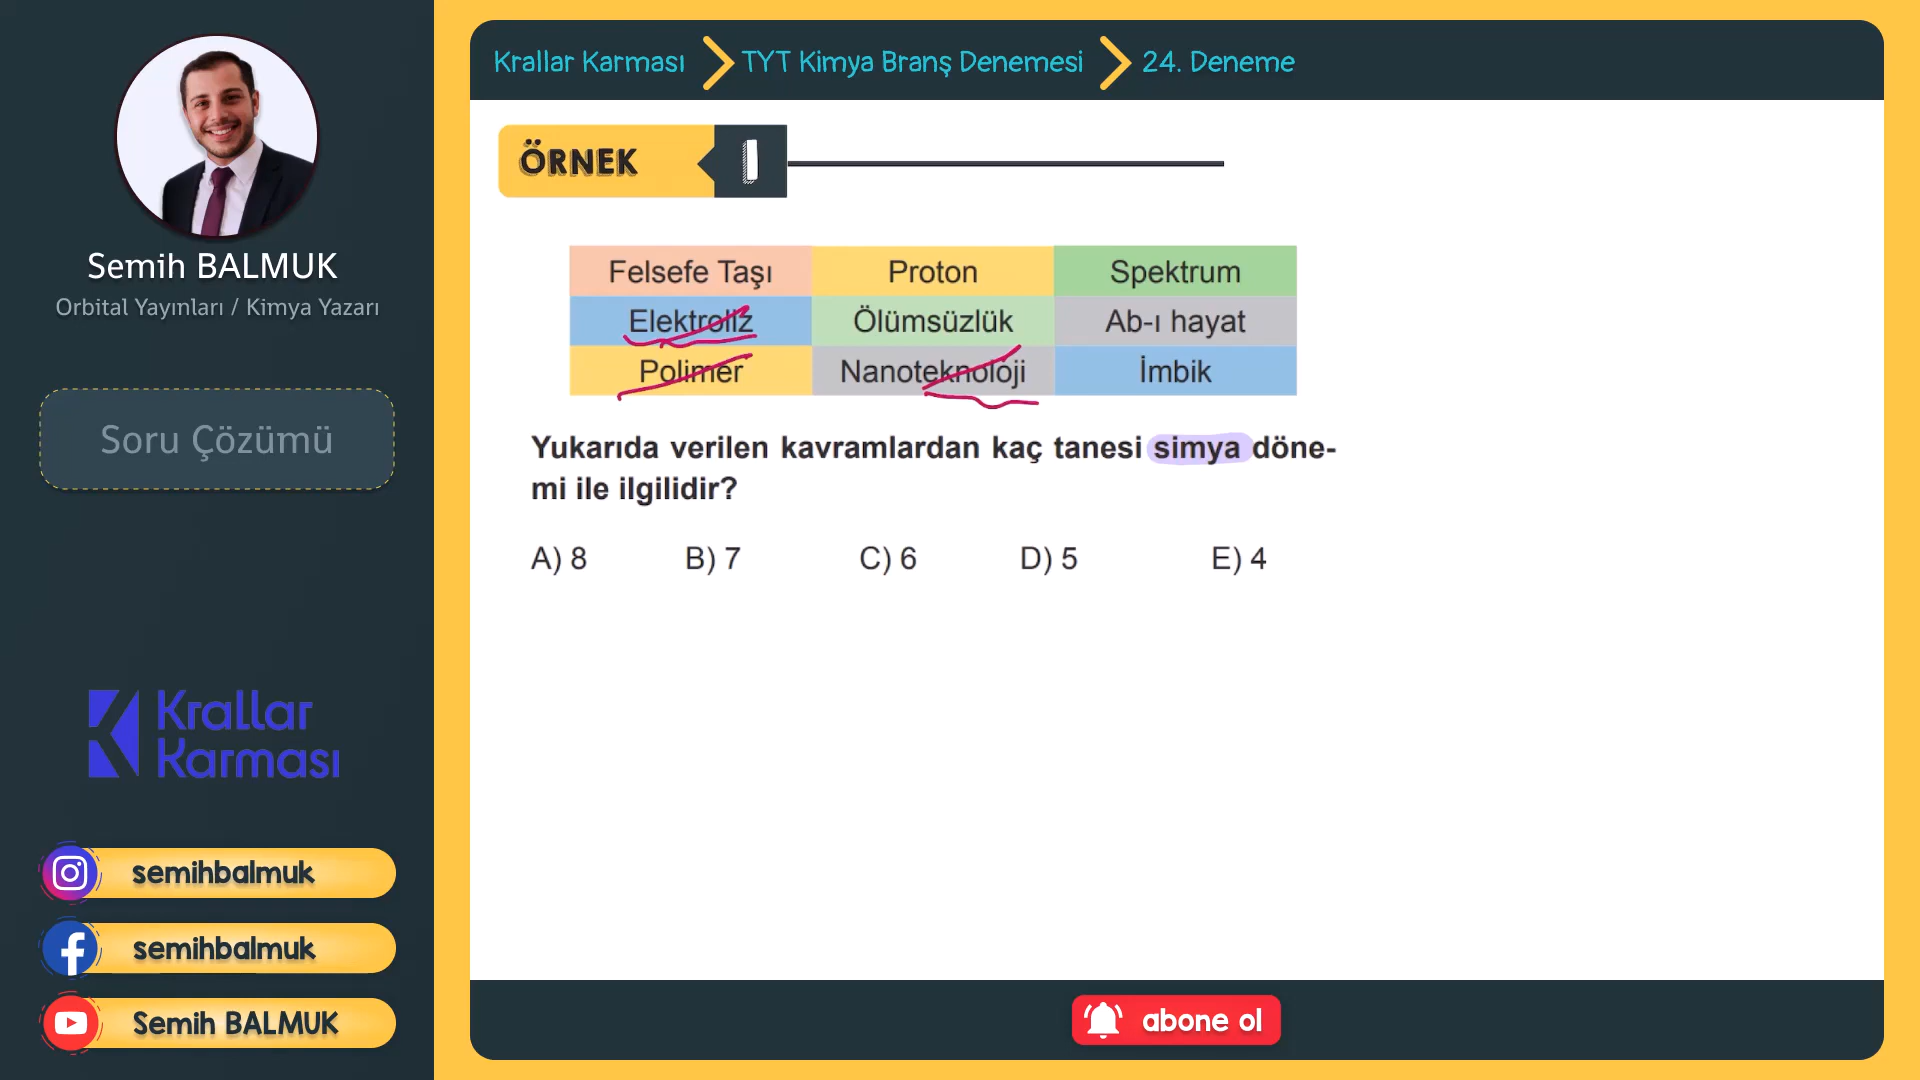 Krallar Karması TYT Kimya Branş Denemesi 24. Deneme
ÖRNEK 1
Semih BALMUK
Orbital Yayınları / Kimya Yazarı
Soru Çözümü
Felsefe Taşı Proton Spektrum
Elektroliz Ölümsüzlük Ab-ı hayat
Polimer Nanoteknoloji İmbik
Yukarıda verilen kavramlardan kaç tanesi simya döne-
mi ile ilgilidir?
A) 8 B) 7 C) 6 D) 5 E) 4
Krallar
Karması
semihbalmuk
semihbalmuk
Semih BALMUK
abone ol